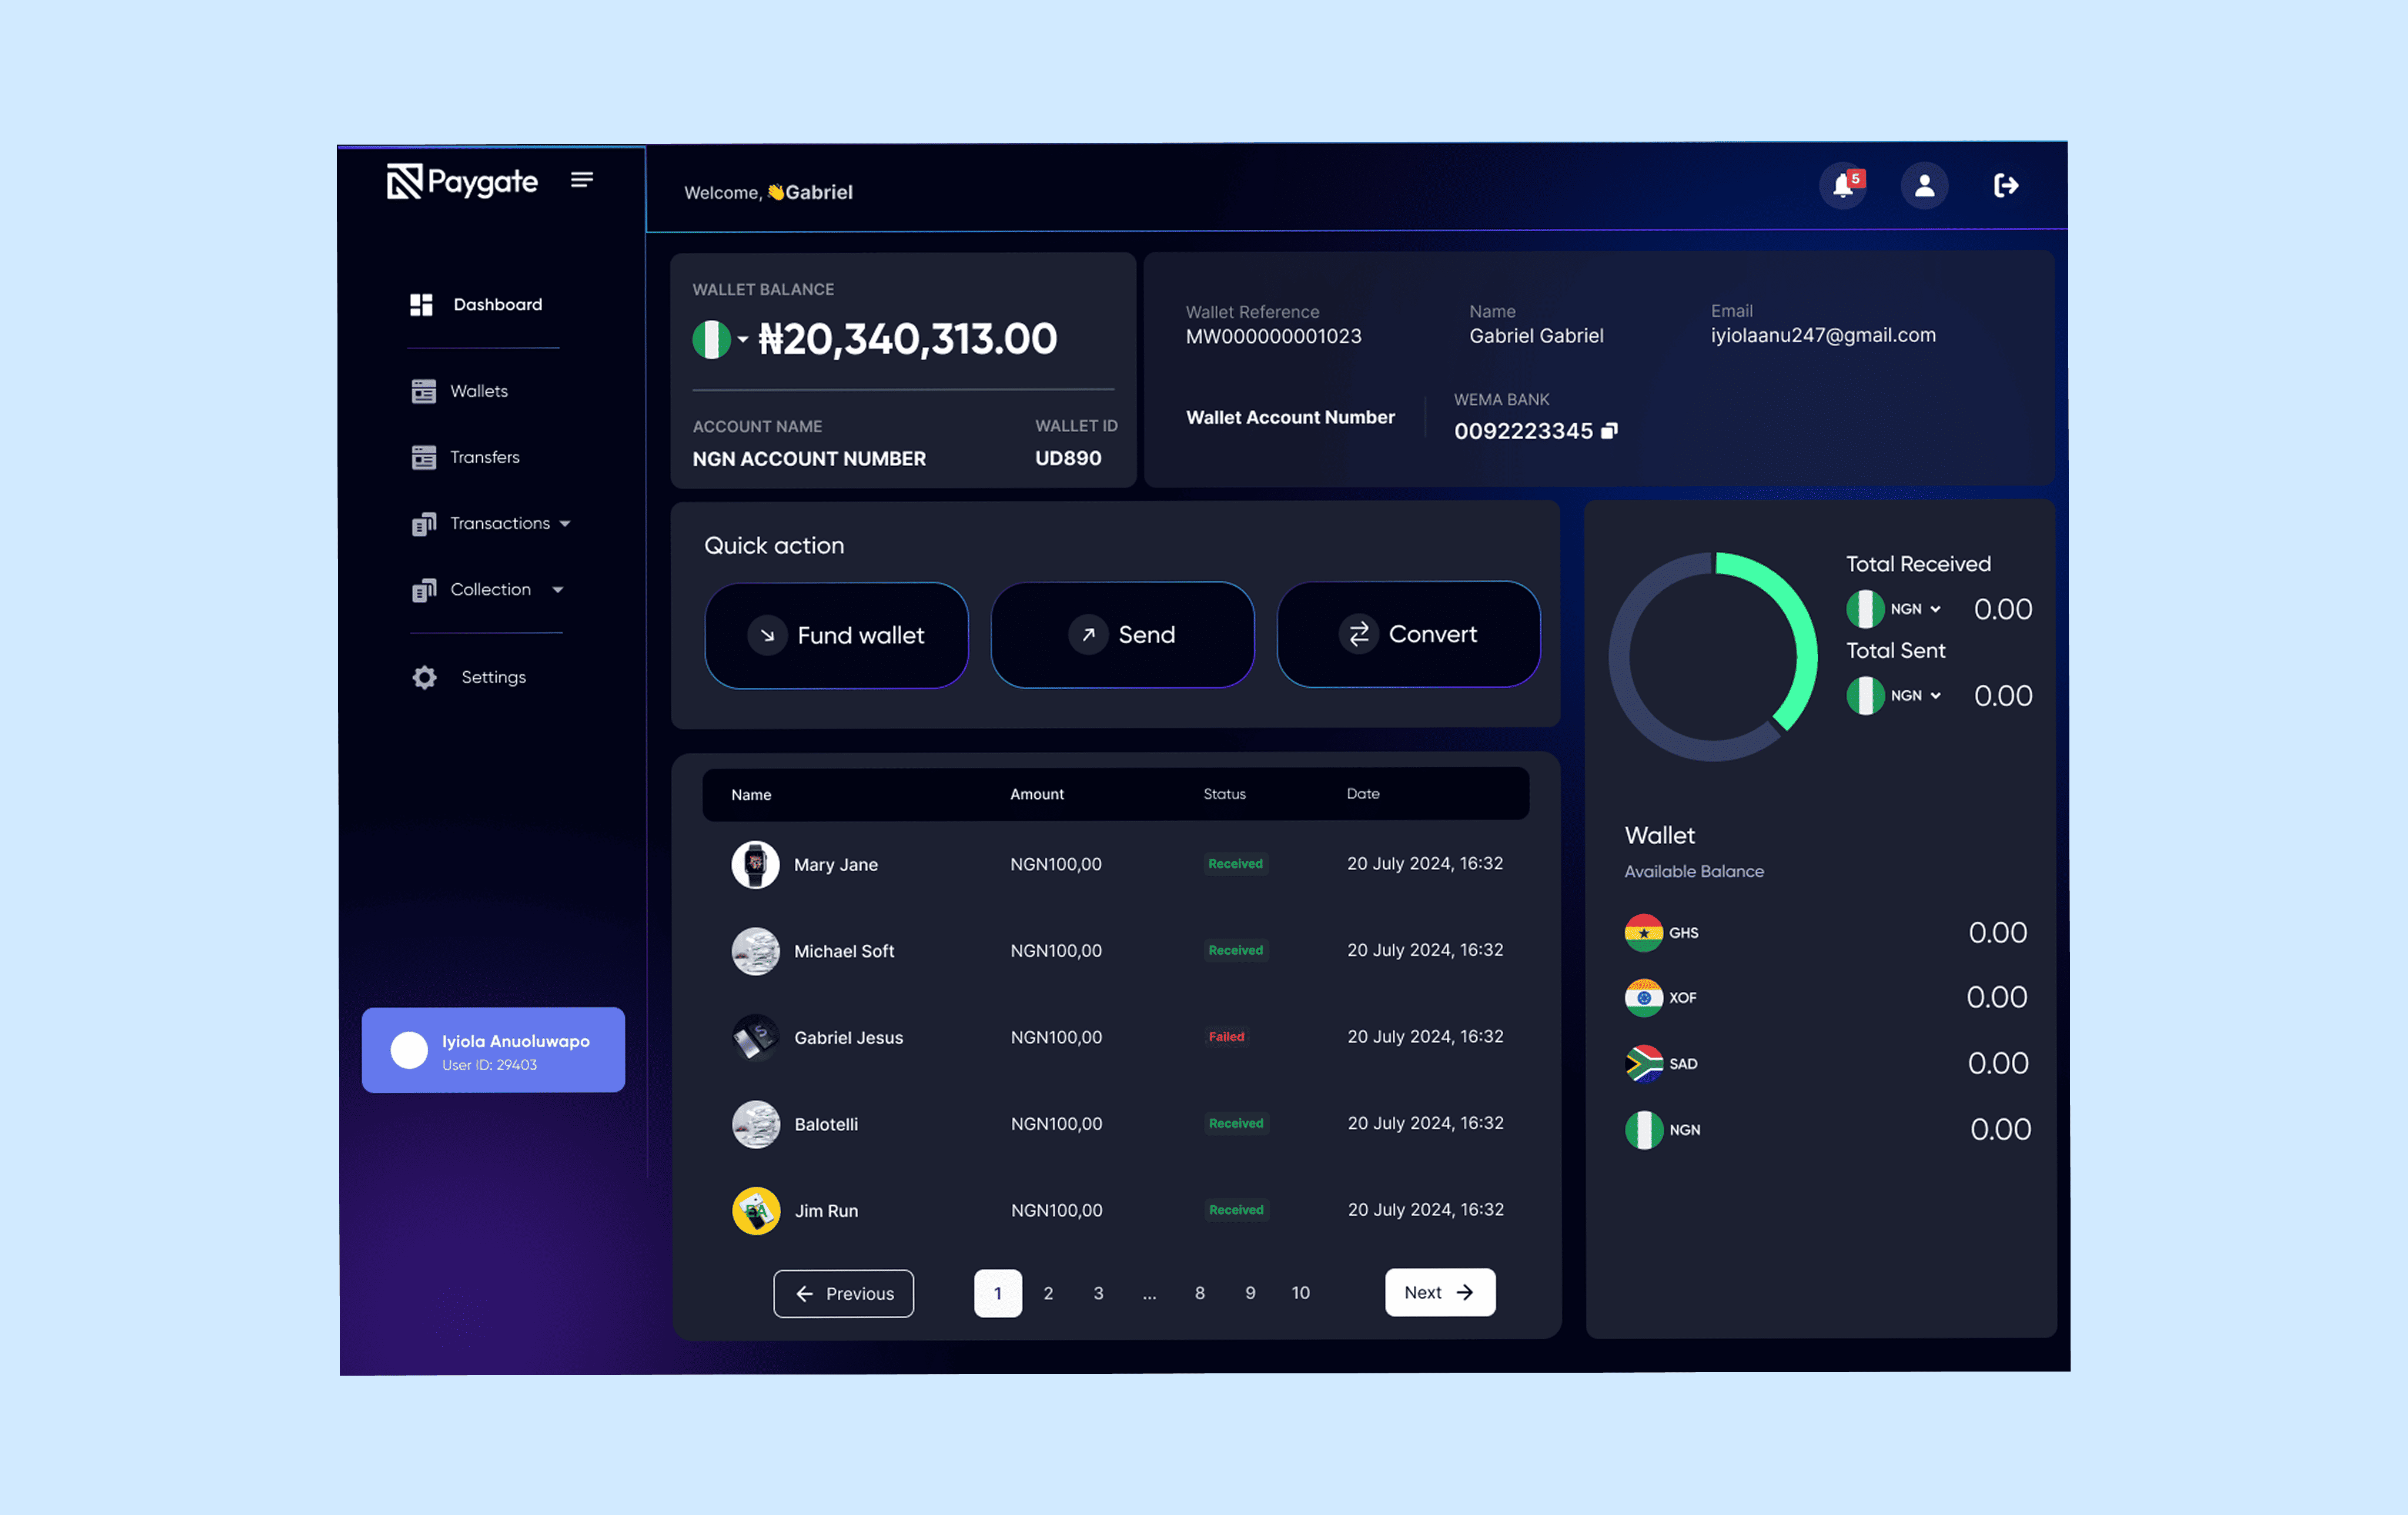 Paygate
Welcome, 👋Gabriel
5
Dashboard
Wallets
Transfers
Transactions
Collection
Settings
Iyiola Anuoluwapo
User ID: 29403
WALLET BALANCE
₦20,340,313.00
ACCOUNT NAME
WALLET ID
NGN ACCOUNT NUMBER
UD890
Wallet Reference
MW000000001023
Name
Gabriel Gabriel
Email
iyiolaanu247@gmail.com
Wallet Account Number
WEMA BANK
0092223345
Quick action
Fund wallet
Send
Convert
Name Amount Status Date
Mary Jane NGN100,00 Received 20 July 2024, 16:32
Michael Soft NGN100,00 Received 20 July 2024, 16:32
Gabriel Jesus NGN100,00 Failed 20 July 2024, 16:32
Balotelli NGN100,00 Received 20 July 2024, 16:32
Jim Run NGN100,00 Received 20 July 2024, 16:32
Previous 1 2 3 ... 8 9 10 Next
Total Received
NGN 0.00
Total Sent
NGN 0.00
Wallet
Available Balance
GHS 0.00
XOF 0.00
SAD 0.00
NGN 0.00